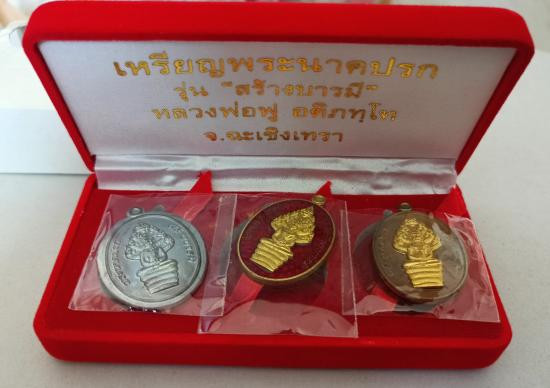 เหรียญพระนาคปรก
รุ่น "สร้างบารมี"
หลวงพ่อฟู อติภทฺโท
จ.ฉะเชิงเทรา